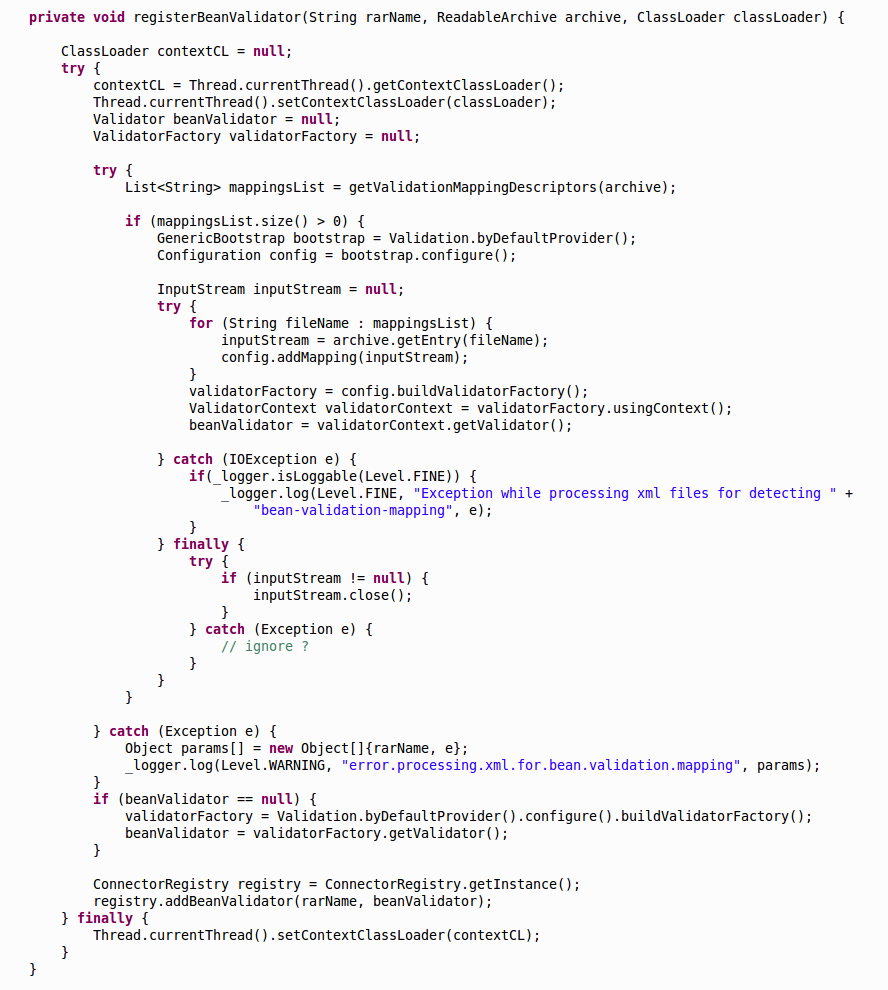 private void registerBeanValidator(String rarName, ReadableArchive archive, ClassLoader classLoader) {

    ClassLoader contextCL = null;
    try {
        contextCL = Thread.currentThread().getContextClassLoader();
        Thread.currentThread().setContextClassLoader(classLoader);
        Validator beanValidator = null;
        ValidatorFactory validatorFactory = null;

        try {
            List<String> mappingsList = getValidationMappingDescriptors(archive);

            if (mappingsList.size() > 0) {
                GenericBootstrap bootstrap = Validation.byDefaultProvider();
                Configuration config = bootstrap.configure();

                InputStream inputStream = null;
                try {
                    for (String fileName : mappingsList) {
                        inputStream = archive.getEntry(fileName);
                        config.addMapping(inputStream);
                    }
                    validatorFactory = config.buildValidatorFactory();
                    ValidatorContext validatorContext = validatorFactory.usingContext();
                    beanValidator = validatorContext.getValidator();

                } catch (IOException e) {
                    if(_logger.isLoggable(Level.FINE)) {
                        _logger.log(Level.FINE, "Exception while processing xml files for detecting " +
                            "bean-validation-mapping", e);
                    }
                } finally {
                    try {
                        if (inputStream != null) {
                            inputStream.close();
                        }
                    } catch (Exception e) {
                        // ignore ?
                    }
                }
            }

        } catch (Exception e) {
            Object params[] = new Object[]{rarName, e};
            _logger.log(Level.WARNING, "error.processing.xml.for.bean.validation.mapping", params);
        }
        if (beanValidator == null) {
            validatorFactory = Validation.byDefaultProvider().configure().buildValidatorFactory();
            beanValidator = validatorFactory.getValidator();
        }

        ConnectorRegistry registry = ConnectorRegistry.getInstance();
        registry.addBeanValidator(rarName, beanValidator);
    } finally {
        Thread.currentThread().setContextClassLoader(contextCL);
    }
}